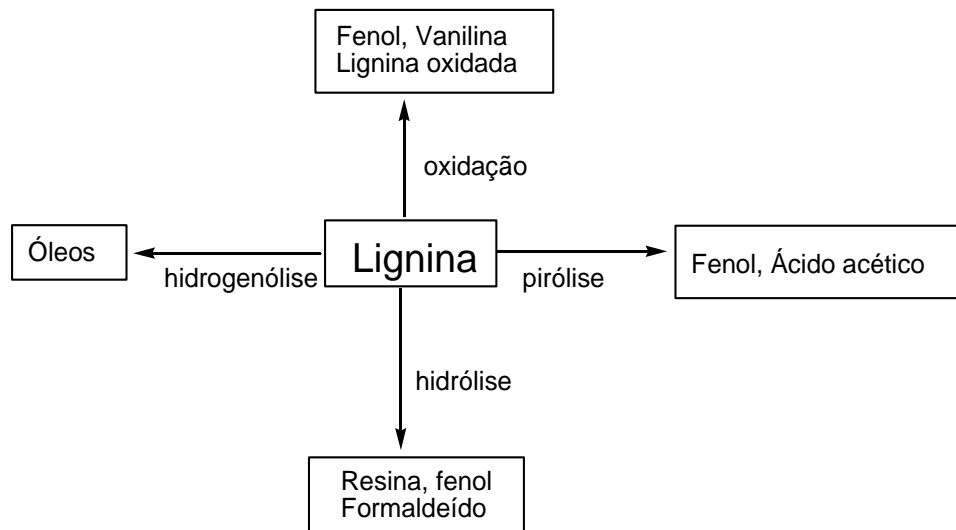 Fenol, Vanilina
Lignina oxidada
oxidação
Óleos
hidrogenólise
Lignina
pirólise
Fenol, Ácido acético
hidrólise
Resina, fenol
Formaldeído